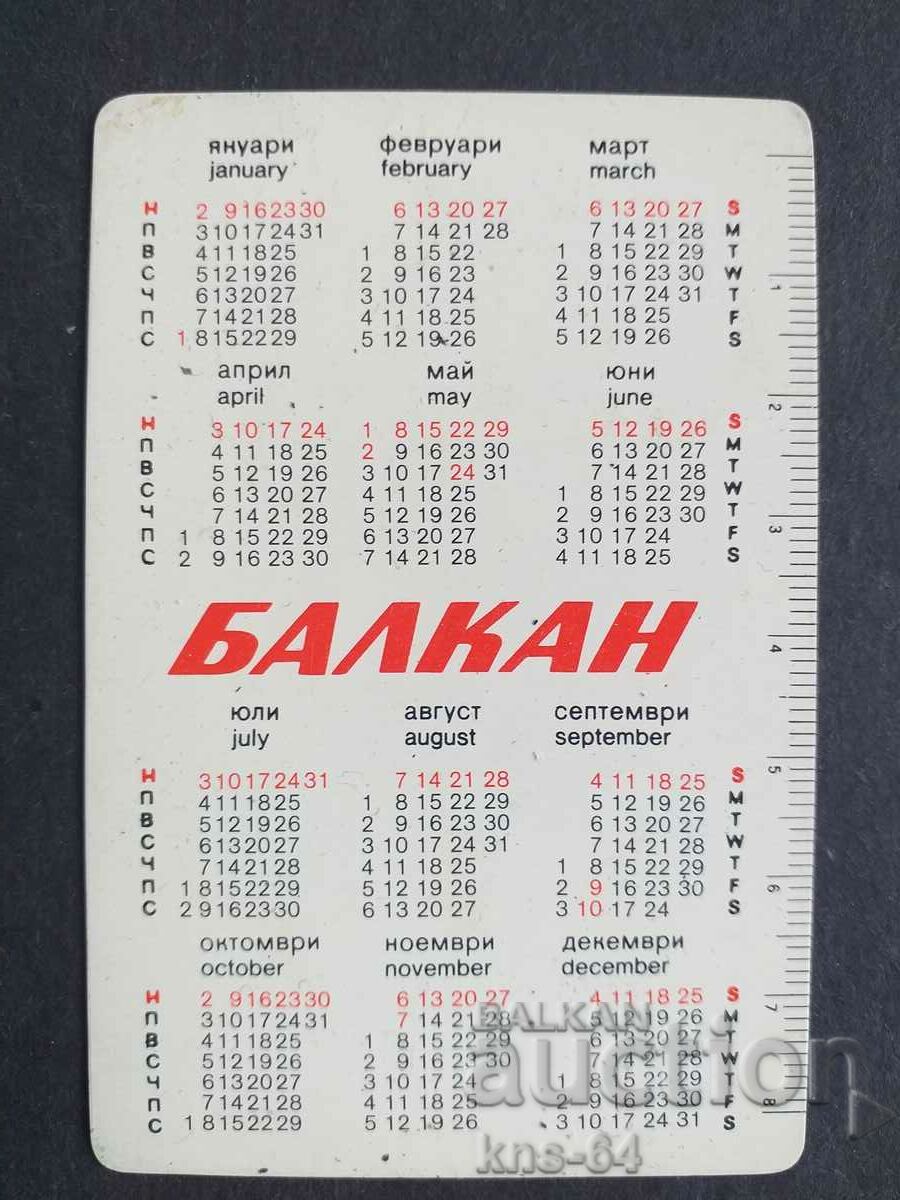 януари февруари март
january february march
Н 2 9 16 23 30 6 13 20 27 6 13 20 27 S
П 3 10 17 24 31 7 14 21 28 7 14 21 28 M
В 4 11 18 25 1 8 15 22 1 8 15 22 29 T
С 5 12 19 26 2 9 16 23 2 9 16 23 30 W
Ч 6 13 20 27 3 10 17 24 3 10 17 24 31 T
П 7 14 21 28 4 11 18 25 4 11 18 25 F
С 1 8 15 22 29 5 12 19 26 5 12 19 26 S
април май юни
april may june
Н 3 10 17 24 1 8 15 22 29 5 12 19 26 S
П 4 11 18 25 2 9 16 23 30 6 13 20 27 M
В 5 12 19 26 3 10 17 24 31 7 14 21 28 T
С 6 13 20 27 4 11 18 25 1 8 15 22 29 W
Ч 7 14 21 28 5 12 19 26 2 9 16 23 30 T
П 1 8 15 22 29 6 13 20 27 3 10 17 24 F
С 2 9 16 23 30 7 14 21 28 4 11 18 25 S
БАЛКАН
юли август септември
july august september
Н 3 10 17 24 31 7 14 21 28 4 11 18 25 S
П 4 11 18 25 1 8 15 22 29 5 12 19 26 M
В 5 12 19 26 2 9 16 23 30 6 13 20 27 T
С 6 13 20 27 3 10 17 24 31 7 14 21 28 W
Ч 7 14 21 28 4 11 18 25 1 8 15 22 29 T
П 1 8 15 22 29 5 12 19 26 2 9 16 23 30 F
С 2 9 16 23 30 6 13 20 27 3 10 17 24 S
октомври ноември декември
october november december
Н 2 9 16 23 30 6 13 20 27 4 11 18 25 S
П 3 10 17 24 31 7 14 21 28 5 12 19 26 M
В 4 11 18 25 1 8 15 22 29 6 13 20 27 T
С 5 12 19 26 2 9 16 23 30 7 14 21 28 W
Ч 6 13 20 27 3 10 17 24 1 8 15 22 29 T
П 7 14 21 28 4 11 18 25 2 9 16 23 30 F
С 1 8 15 22 29 5 12 19 26 3 10 17 24 31 S
1
2
3
4
5
6
7
8
BALKAN
auction
kns-64